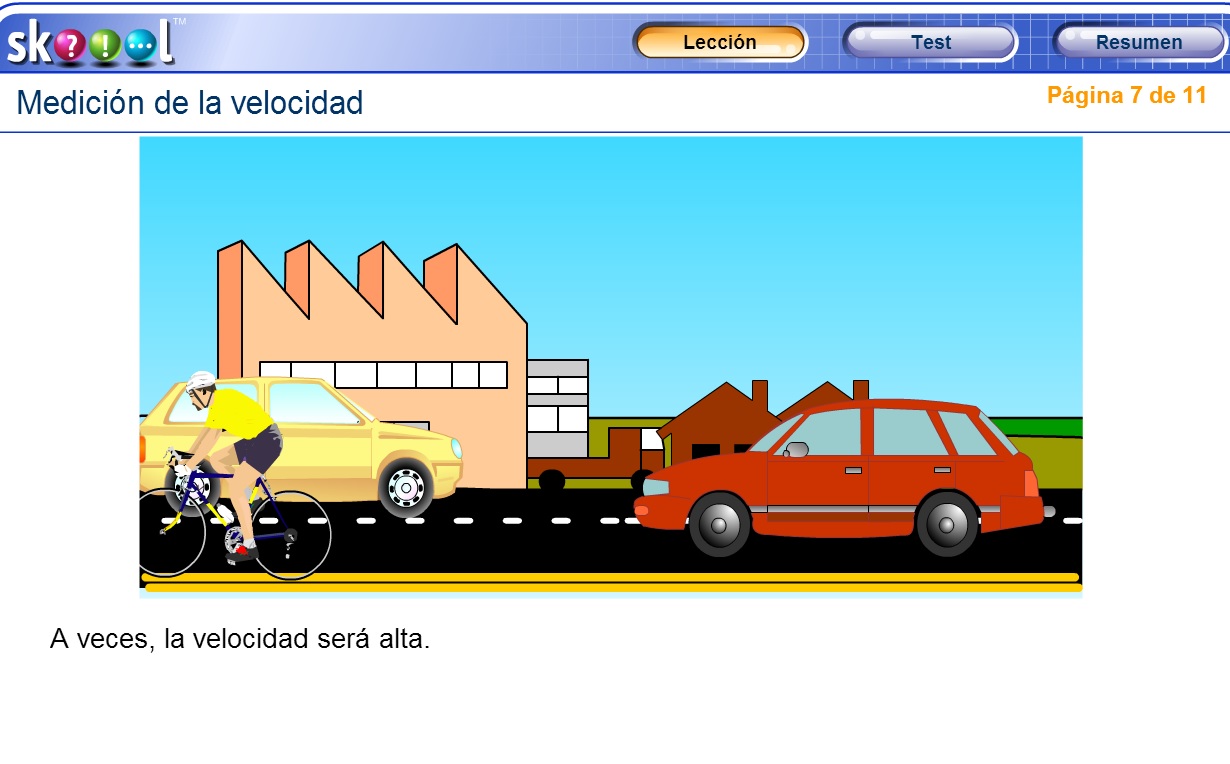 sk?!...l™
Lección
Test
Resumen
Medición de la velocidad
Página 7 de 11
A veces, la velocidad será alta.